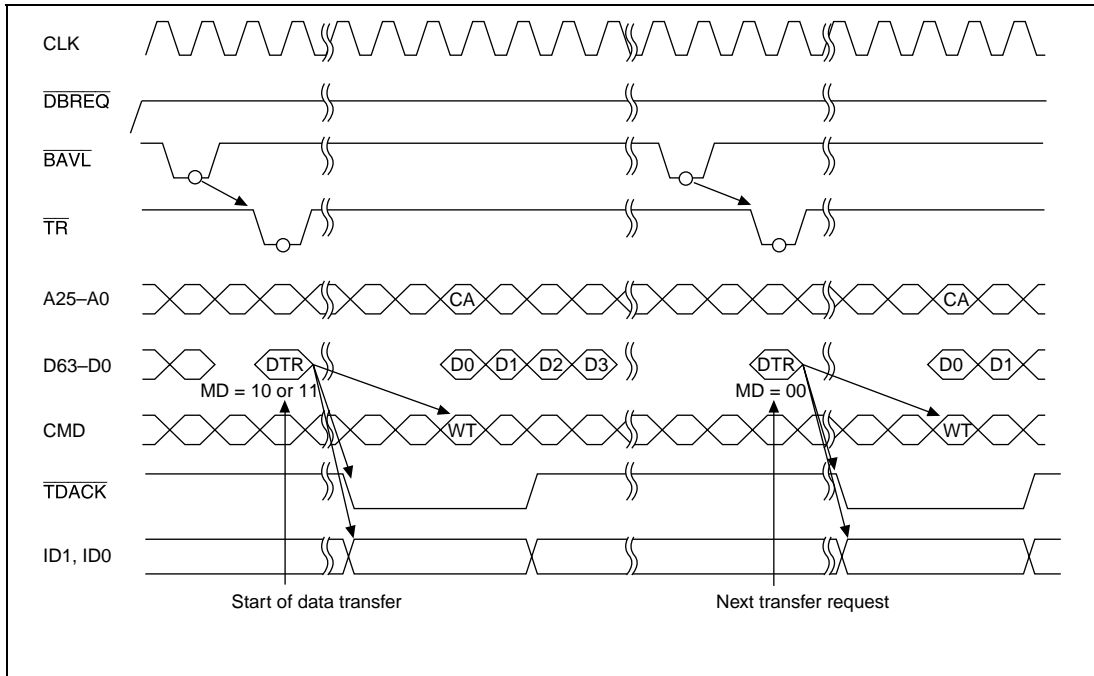 CLK
DBREQ
BAVL
TR
A25–A0 CA CA
D63–D0 DTR D0 D1 D2 D3 DTR D0 D1
MD = 10 or 11 MD = 00
CMD WT WT
TDACK
ID1, ID0
Start of data transfer Next transfer request